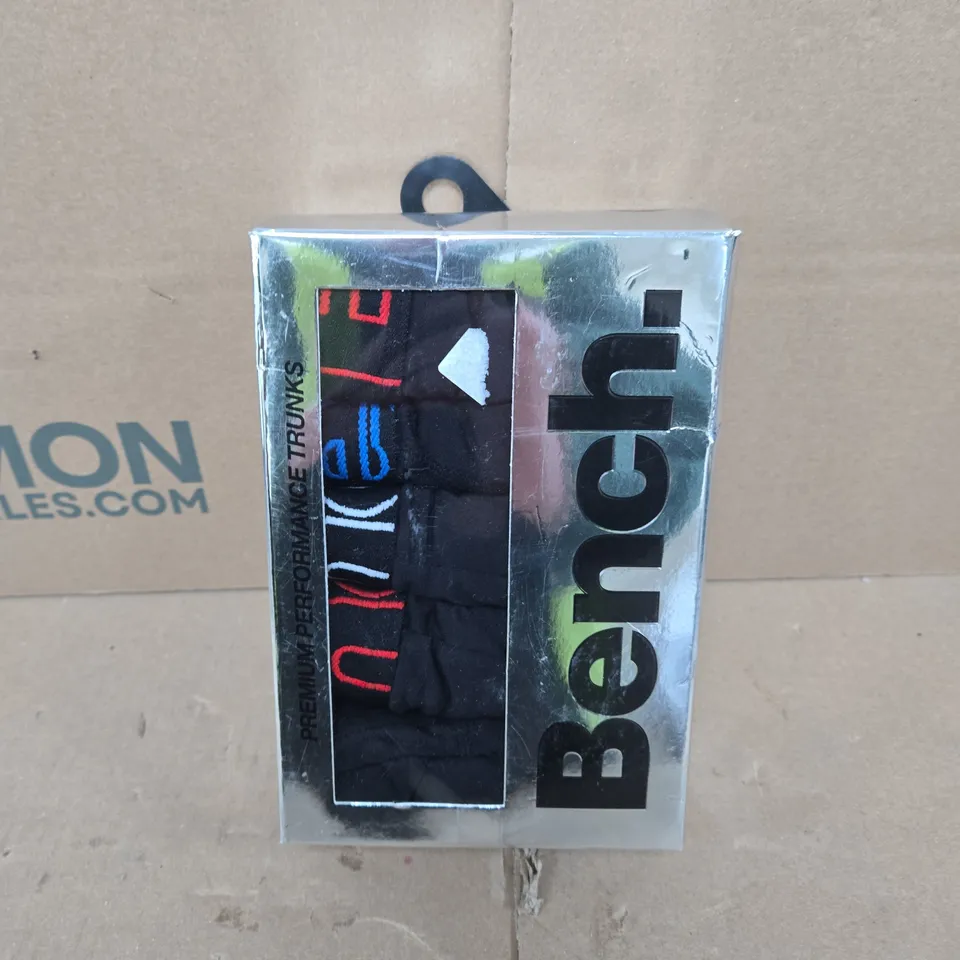 MON
LES.COM
PREMIUM PERFORMANCE TRUNKS
Bench.